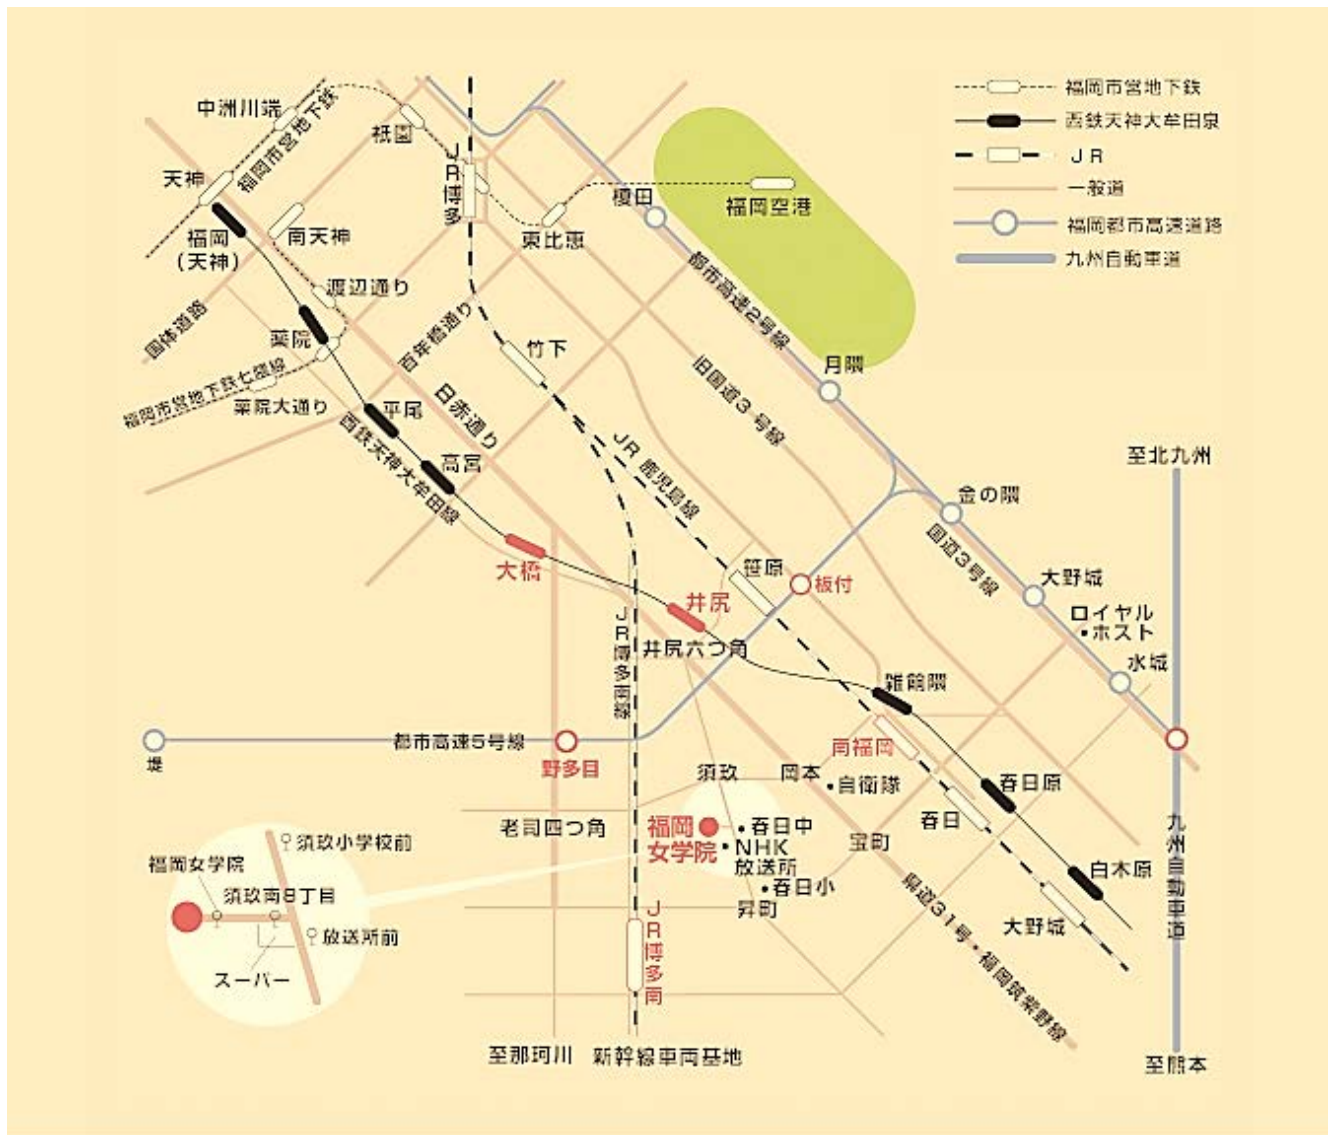 福岡市営地下鉄
西鉄天神大牟田泉
JR
一般道
福岡都市高速道路
九州自動車道
中洲川端
福岡市営地下鉄
祇園
天神
JR博多
榎田
福岡空港
東比恵
福岡
(天神)
南天神
渡辺通り
都市高速2号線
国体道路
薬院
百年橋通り
竹下
月隈
福岡市営地下鉄七隈線
薬院大通り
平尾
日赤通り
旧国道3号線
西鉄天神大牟田線
高宮
JR 鹿児島線
至北九州
金の隈
国道3号線
大橋
笹原
板付
大野城
井尻
ロイヤル
・ホスト
JR博多南線
井尻六つ角
水城
雑餉隈
都市高速5号線
堤
野多目
南福岡
須玖
岡本
・自衛隊
春日原
老司四つ角
福岡
女学院
・春日中
・NHK
放送所
宝町
春日
九州自動車道
・春日小
昇町
県道31号・福岡筑紫野線
白木原
大野城
須玖小学校前
福岡女学院
須玖南8丁目
放送所前
スーパー
JR博多南
至那珂川
新幹線車両基地
至熊本